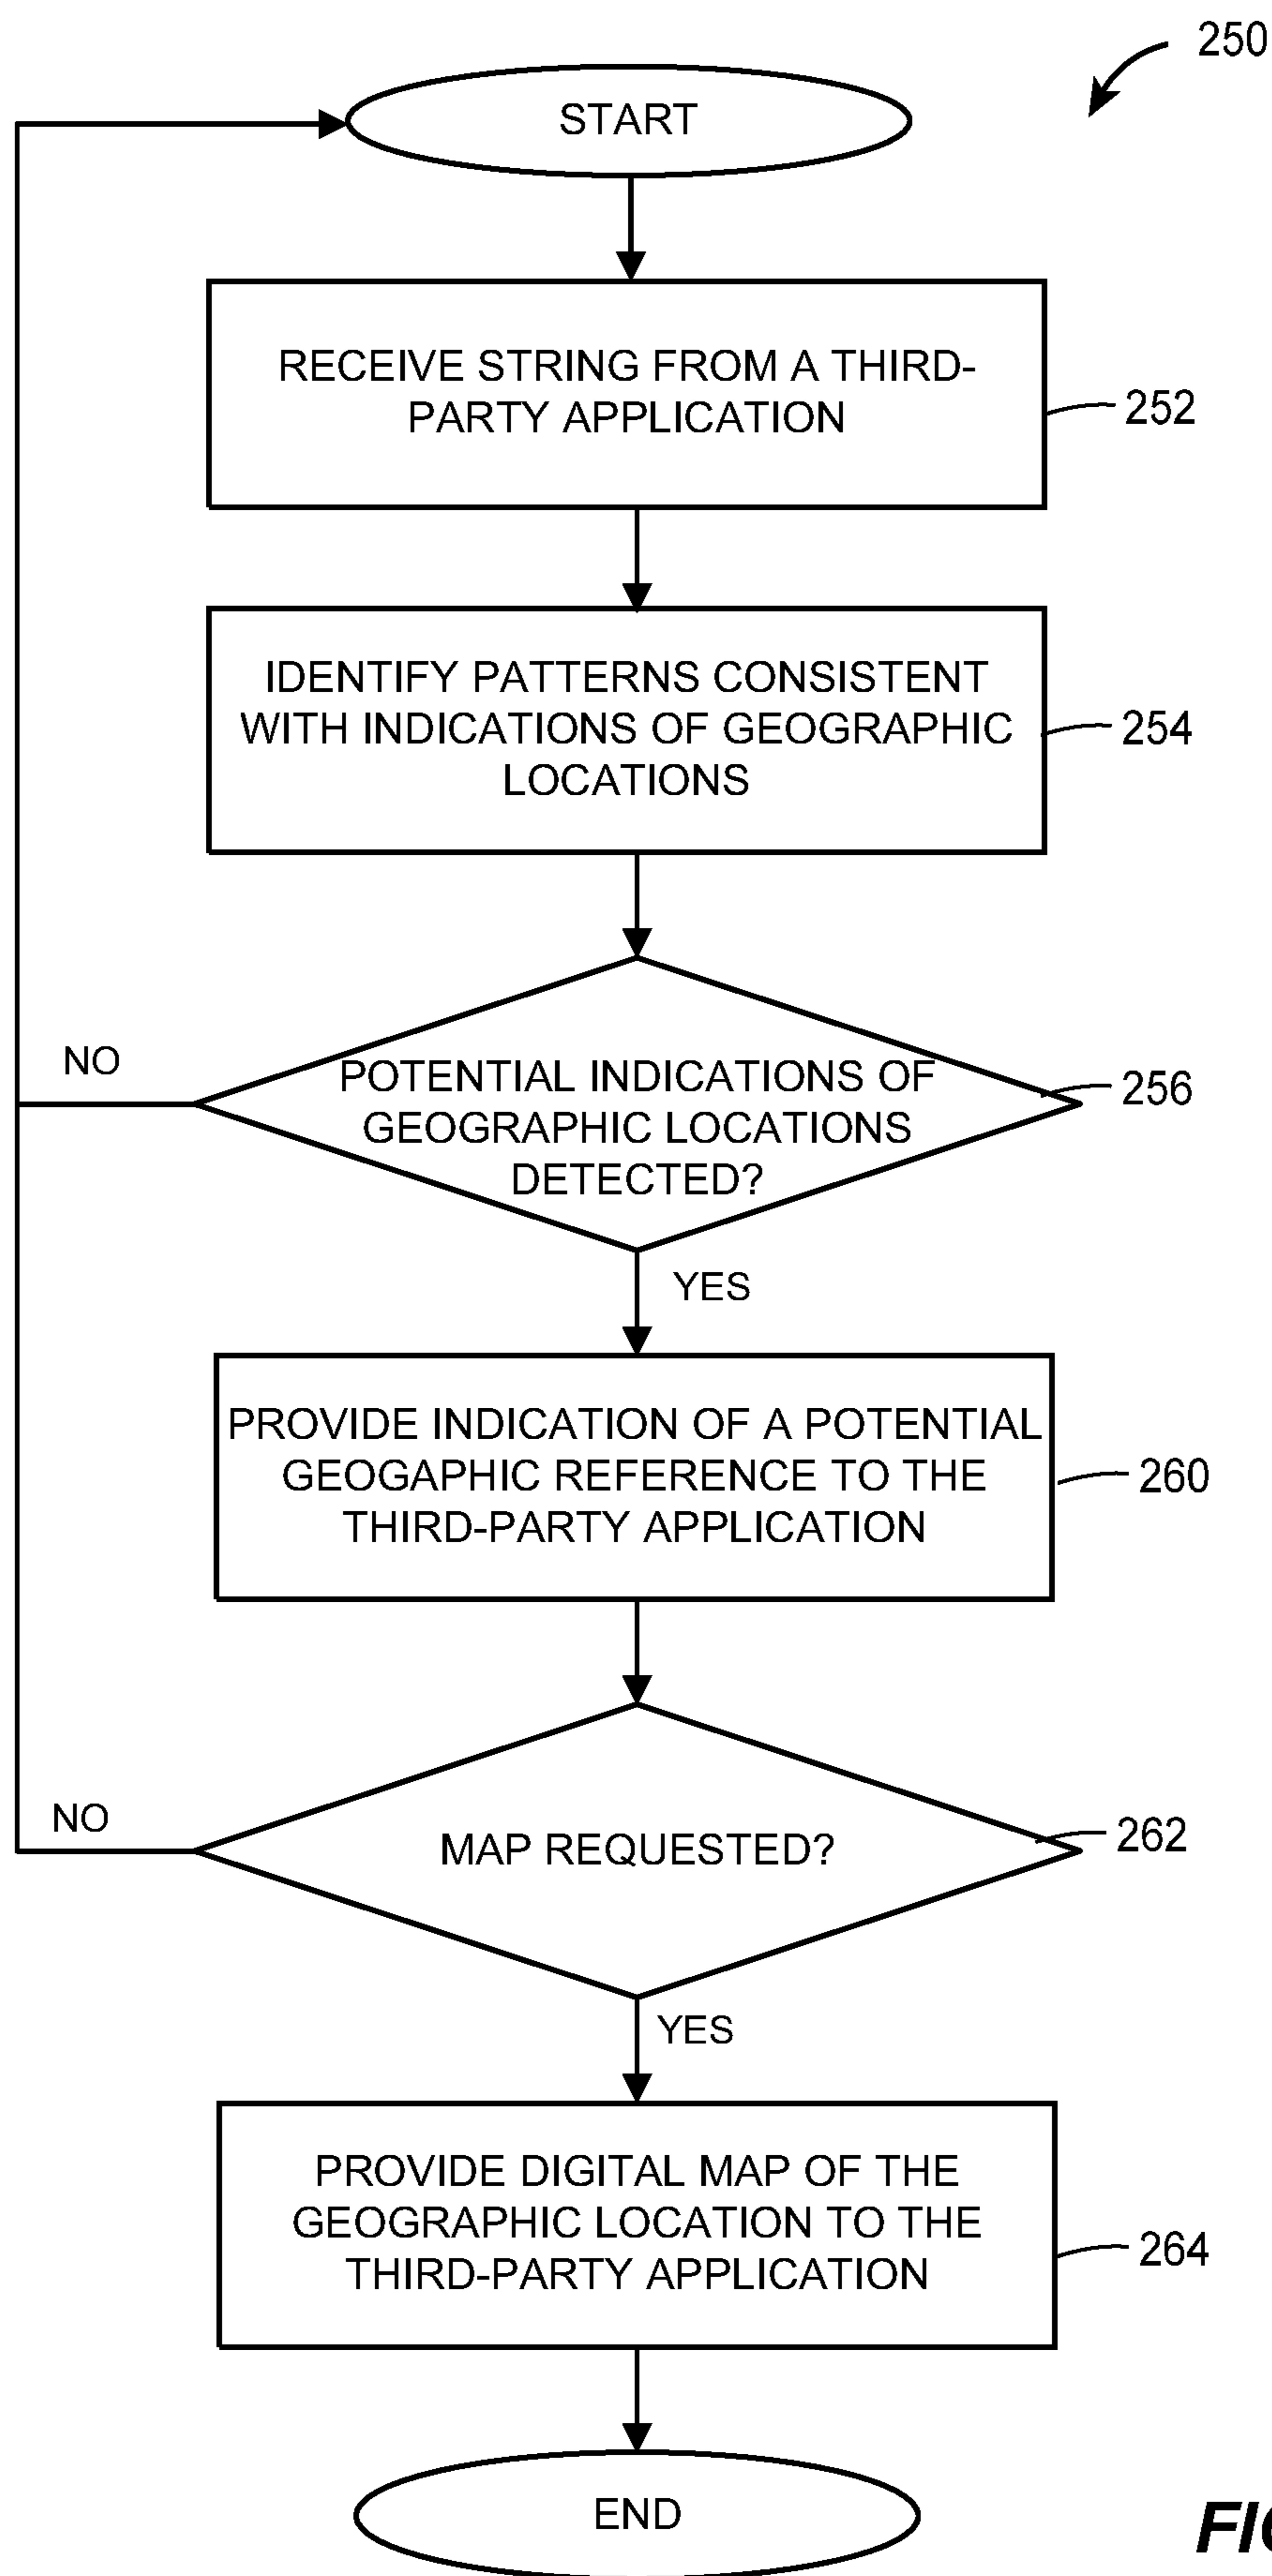 250
START
RECEIVE STRING FROM A THIRD-
PARTY APPLICATION
252
IDENTIFY PATTERNS CONSISTENT
WITH INDICATIONS OF GEOGRAPHIC
LOCATIONS
254
NO
POTENTIAL INDICATIONS OF
GEOGRAPHIC LOCATIONS
DETECTED?
256
YES
PROVIDE INDICATION OF A POTENTIAL
GEOGAPHIC REFERENCE TO THE
THIRD-PARTY APPLICATION
260
NO
MAP REQUESTED?
262
YES
PROVIDE DIGITAL MAP OF THE
GEOGRAPHIC LOCATION TO THE
THIRD-PARTY APPLICATION
264
END